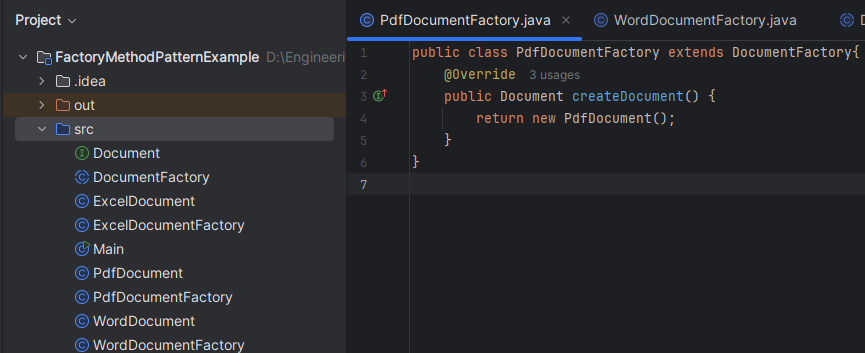 Project
PdfDocumentFactory.java
WordDocumentFactory.java
FactoryMethodPatternExample D:\Engineeri
.idea
out
src
Document
DocumentFactory
ExcelDocument
ExcelDocumentFactory
Main
PdfDocument
PdfDocumentFactory
WordDocument
WordDocumentFactory
1 public class PdfDocumentFactory extends DocumentFactory{
2 @Override 3 usages
3 public Document createDocument() {
4 return new PdfDocument();
5 }
6 }
7